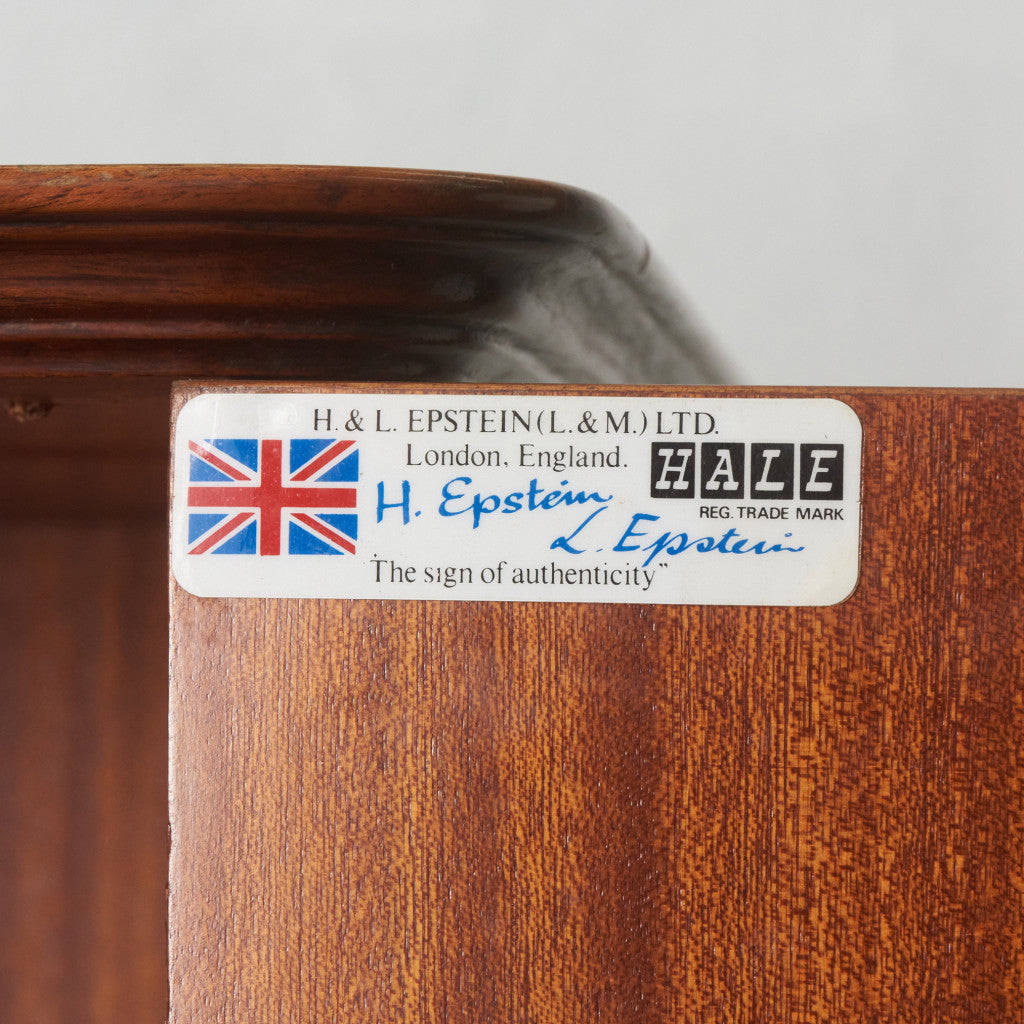 H. & L. EPSTEIN (L. & M.) LTD.
London, England.
HALE
REG. TRADE MARK
H. Epstein
L. Epstein
"The sign of authenticity"